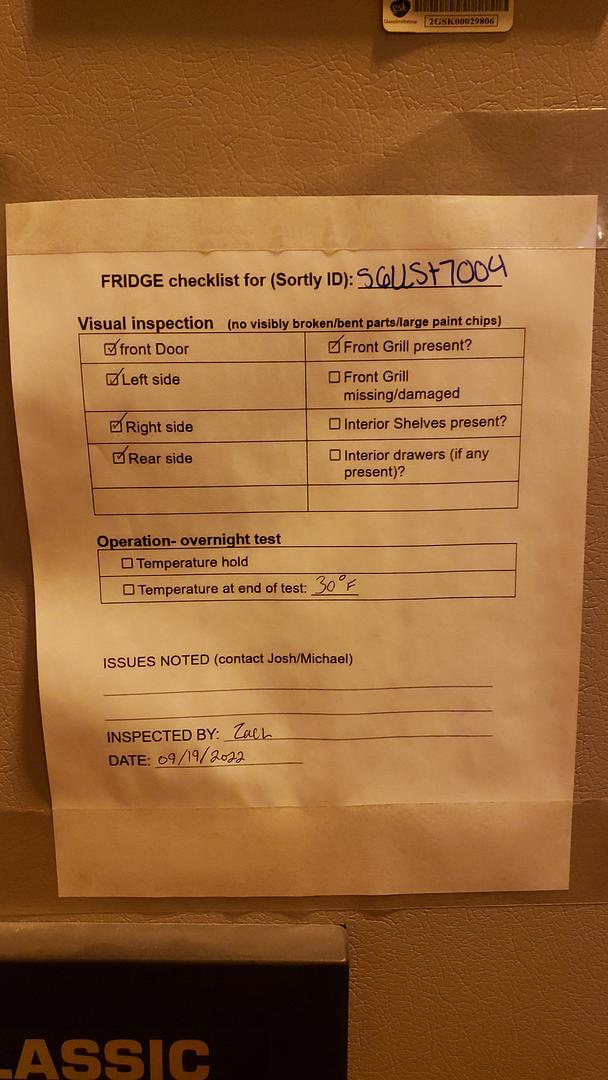 gsk
GlaxoSmithKline
2GSK00029806
FRIDGE checklist for (Sortly ID): SGUSt7004
Visual inspection (no visibly broken/bent parts/large paint chips)
☑ front Door
☑ Front Grill present?
☑ Left side
☐ Front Grill
missing/damaged
☑ Right side
☐ Interior Shelves present?
☑ Rear side
☐ Interior drawers (if any
present)?
Operation- overnight test
☐ Temperature hold
☐ Temperature at end of test: 30°F
ISSUES NOTED (contact Josh/Michael)
INSPECTED BY: Zach
DATE: 09/19/2022
LASSIC